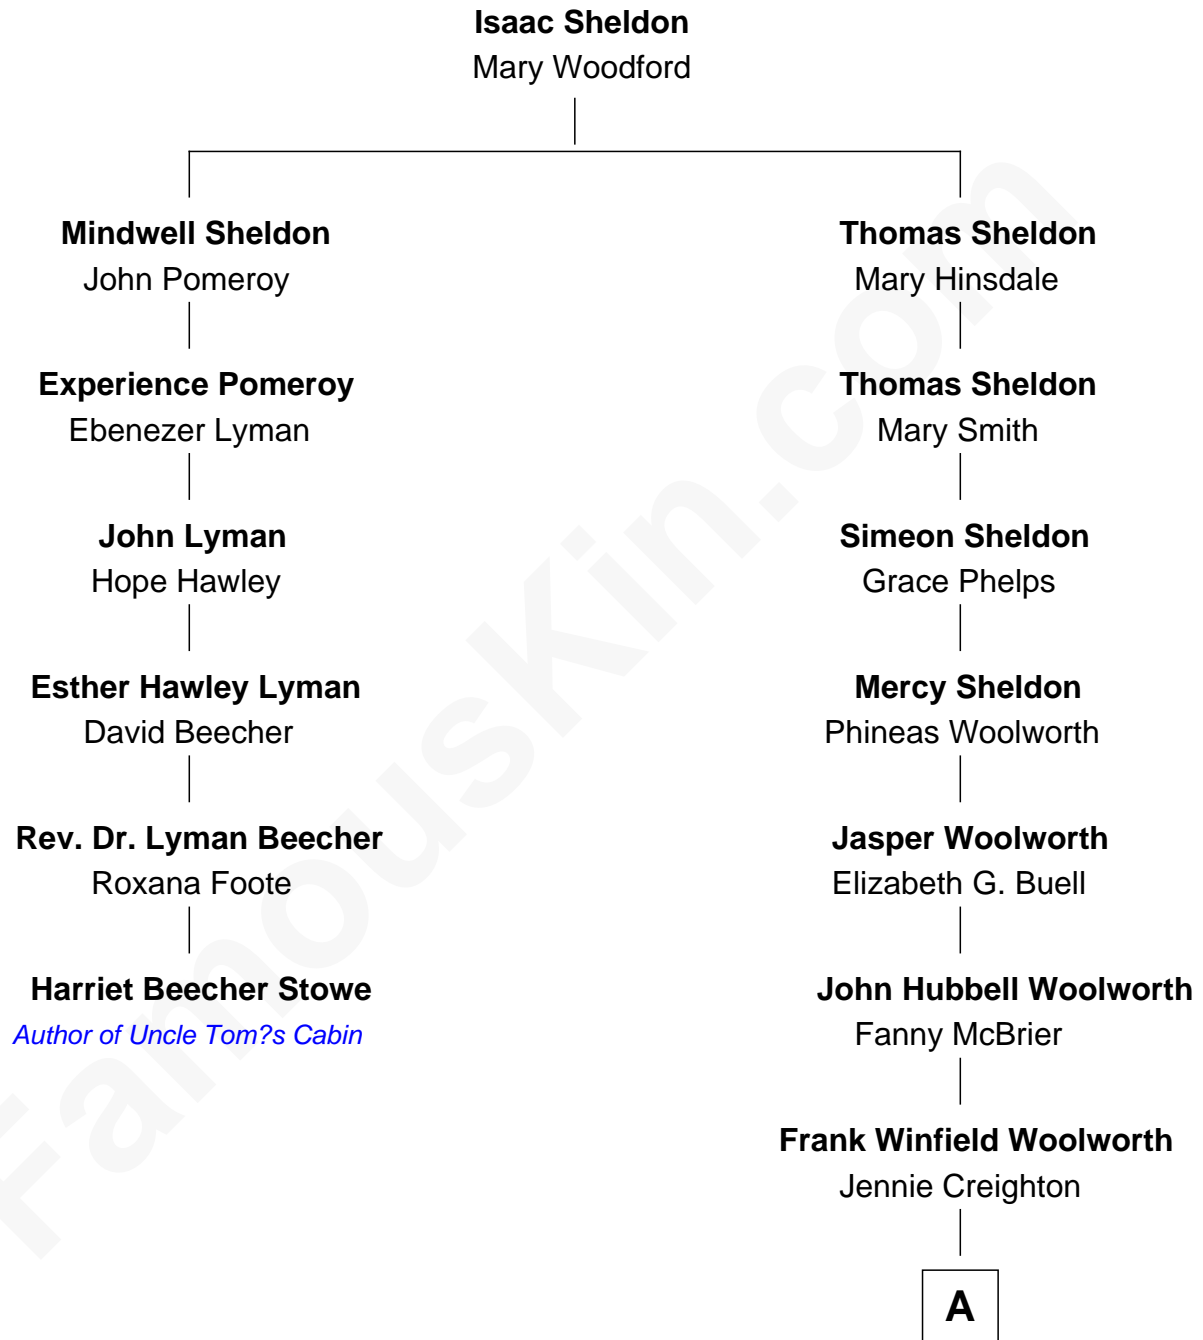 Isaac Sheldon
Mary Woodford
Mindwell Sheldon
John Pomeroy
Thomas Sheldon
Mary Hinsdale
Experience Pomeroy
Ebenezer Lyman
Thomas Sheldon
Mary Smith
John Lyman
Hope Hawley
Simeon Sheldon
Grace Phelps
Esther Hawley Lyman
David Beecher
Mercy Sheldon
Phineas Woolworth
Rev. Dr. Lyman Beecher
Roxana Foote
Jasper Woolworth
Elizabeth G. Buell
Harriet Beecher Stowe
Author of Uncle Tom?s Cabin
John Hubbell Woolworth
Fanny McBrier
Frank Winfield Woolworth
Jennie Creighton
A
FamousKin.com